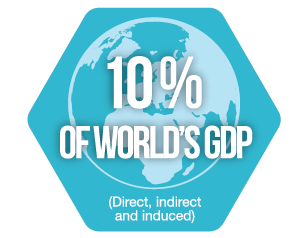 10%
OF WORLD'S GDP
(Direct, indirect
and induced)